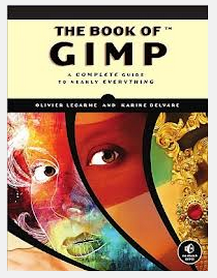 THE BOOK OF™
GIMP
A COMPLETE GUIDE
TO NEARLY EVERYTHING
OLIVIER LECARME AND KARINE DELVARE